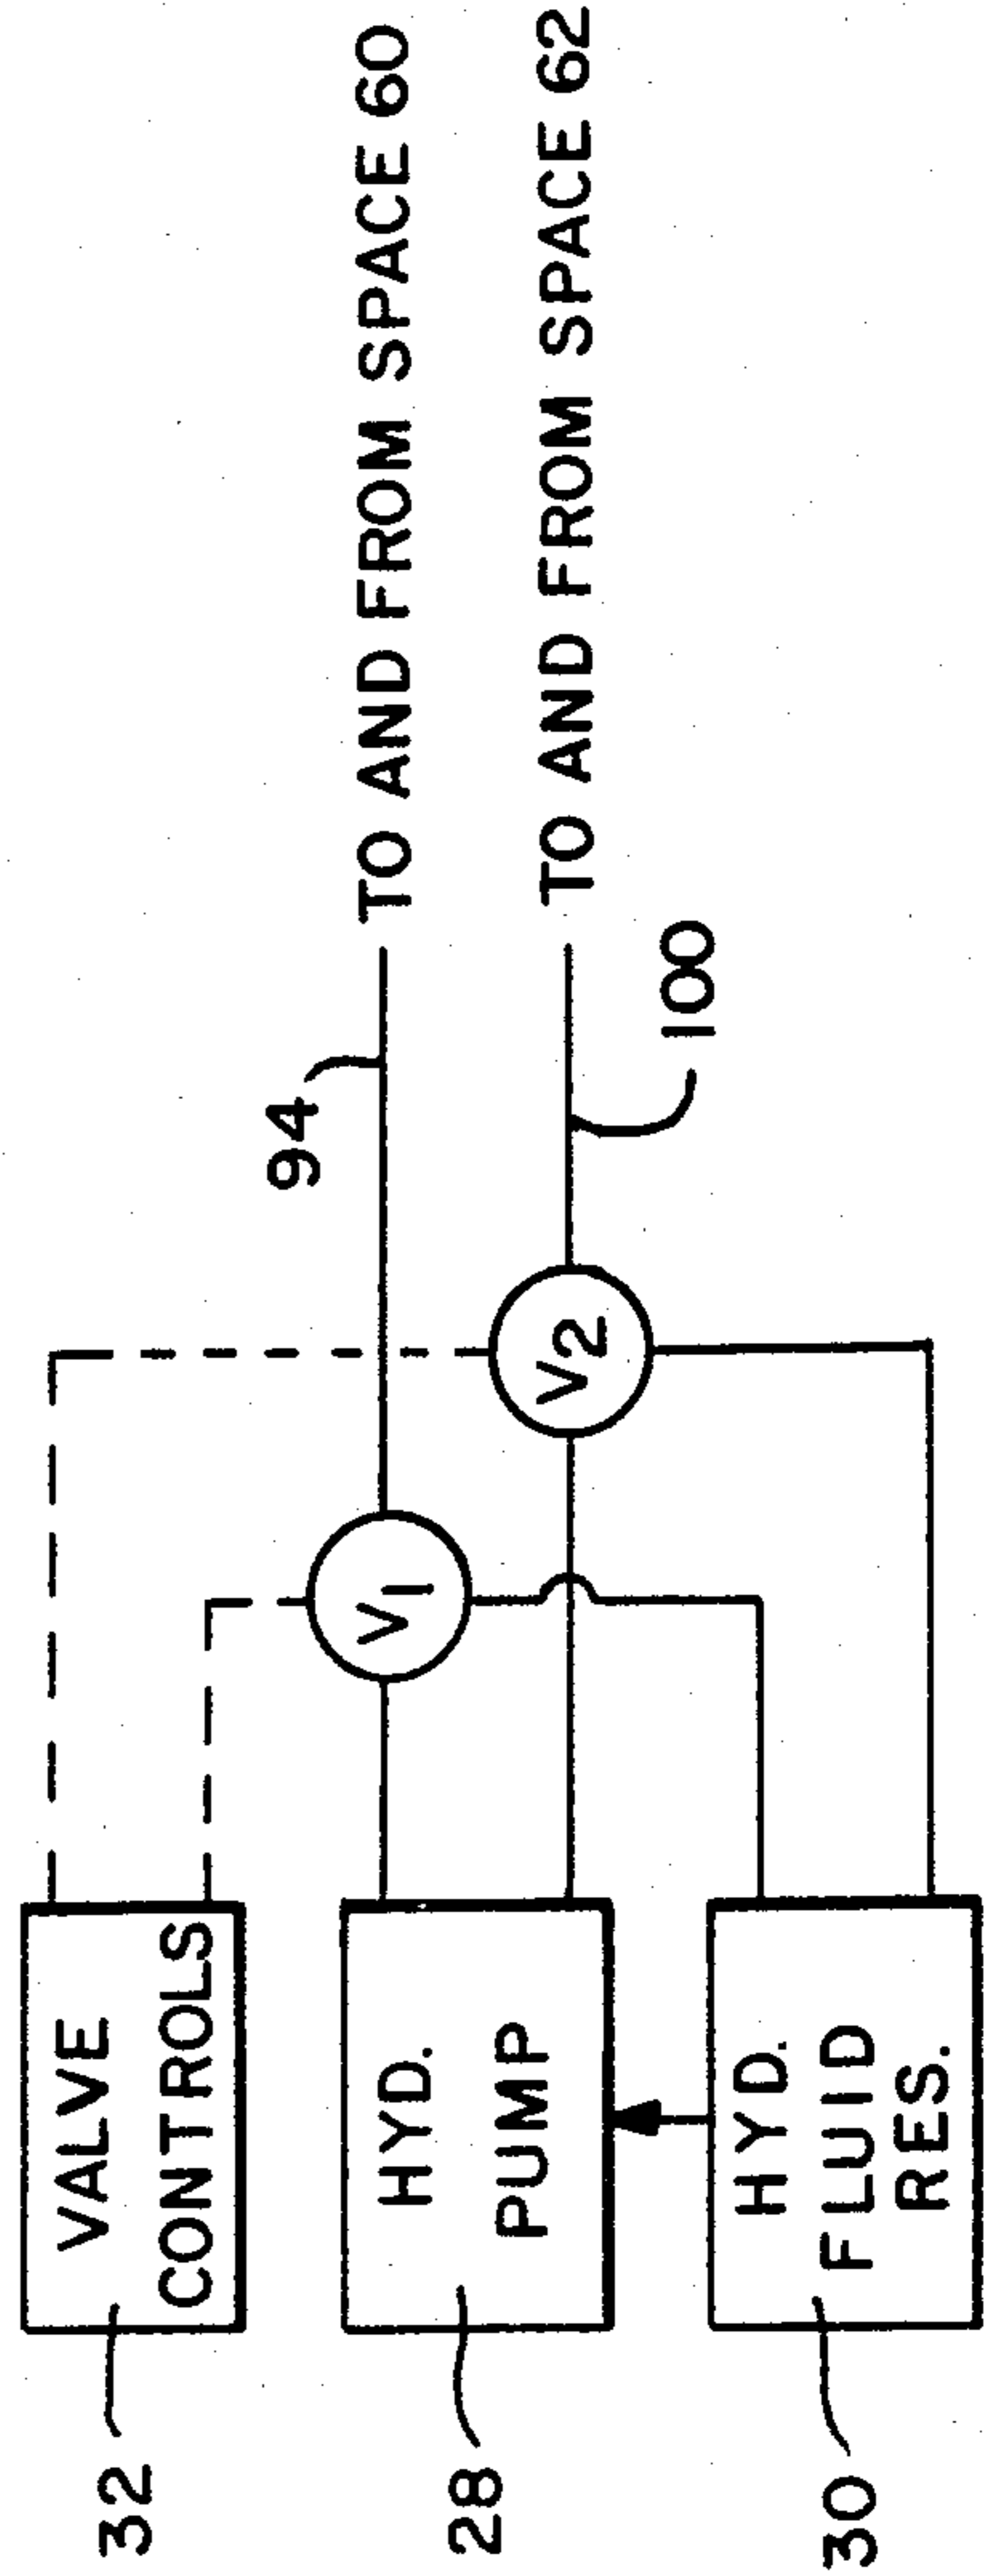 32
VALVE
CONTROLS
28
HYD.
PUMP
30
HYD.
FLUID
RES.
V1
V2
94
100
TO AND FROM SPACE 60
TO AND FROM SPACE 62